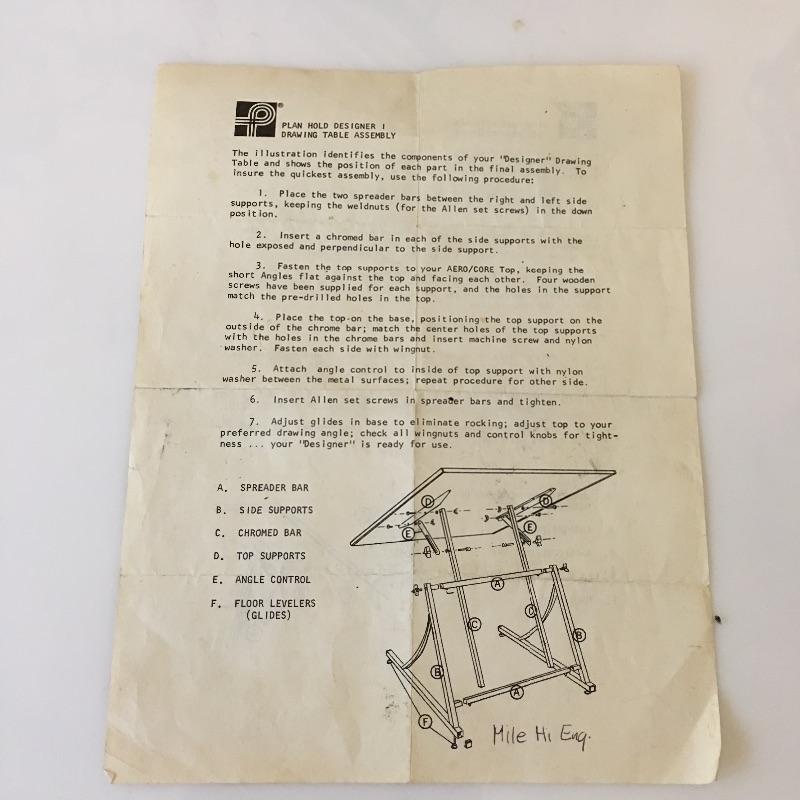 PLAN HOLD DESIGNER I
DRAWING TABLE ASSEMBLY
The illustration identifies the components of your "Designer" Drawing
Table and shows the position of each part in the final assembly. To
insure the quickest assembly, use the following procedure:
1. Place the two spreader bars between the right and left side
supports, keeping the weldnuts (for the Allen set screws) in the down
position.
2. Insert a chromed bar in each of the side supports with the
hole exposed and perpendicular to the side support.
3. Fasten the top supports to your AERO/CORE Top, keeping the
short Angles flat against the top and facing each other. Four wooden
screws have been supplied for each support, and the holes in the support
match the pre-drilled holes in the top.
4. Place the top on the base, positioning the top support on the
outside of the chrome bar; match the center holes of the top supports
with the holes in the chrome bars and insert machine screw and nylon
washer. Fasten each side with wingnut.
5. Attach angle control to inside of top support with nylon
washer between the metal surfaces; repeat procedure for other side.
6. Insert Allen set screws in spreader bars and tighten.
7. Adjust glides in base to eliminate rocking; adjust top to your
preferred drawing angle; check all wingnuts and control knobs for tight-
ness ... your "Designer" is ready for use.
A. SPREADER BAR
B. SIDE SUPPORTS
C. CHROMED BAR
D. TOP SUPPORTS
E. ANGLE CONTROL
F. FLOOR LEVELERS
(GLIDES)
D
D
E
E
A
C
C
B
B
A
F
Mile Hi Eng.